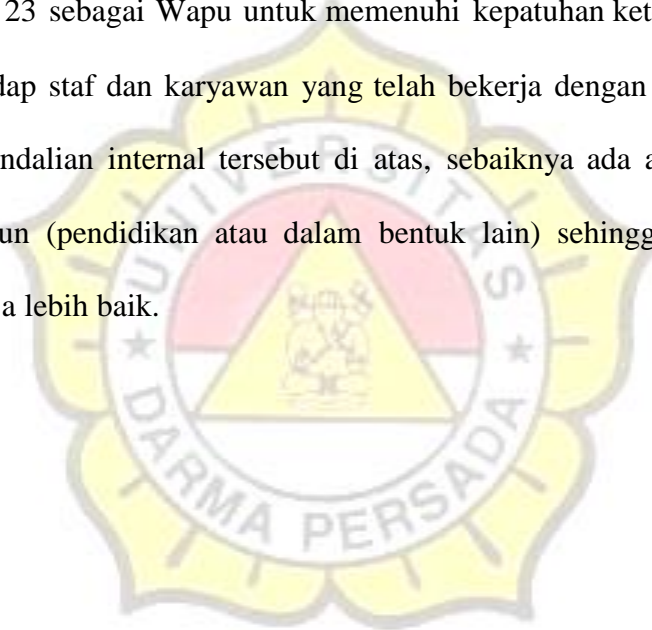 23 sebagai Wapu untuk memenuhi kepatuhan ket
dap staf dan karyawan yang telah bekerja dengan
ndalian internal tersebut di atas, sebaiknya ada a
un (pendidikan atau dalam bentuk lain) sehingg
a lebih baik.
UNIVERSITAS
DARMA PERSADA